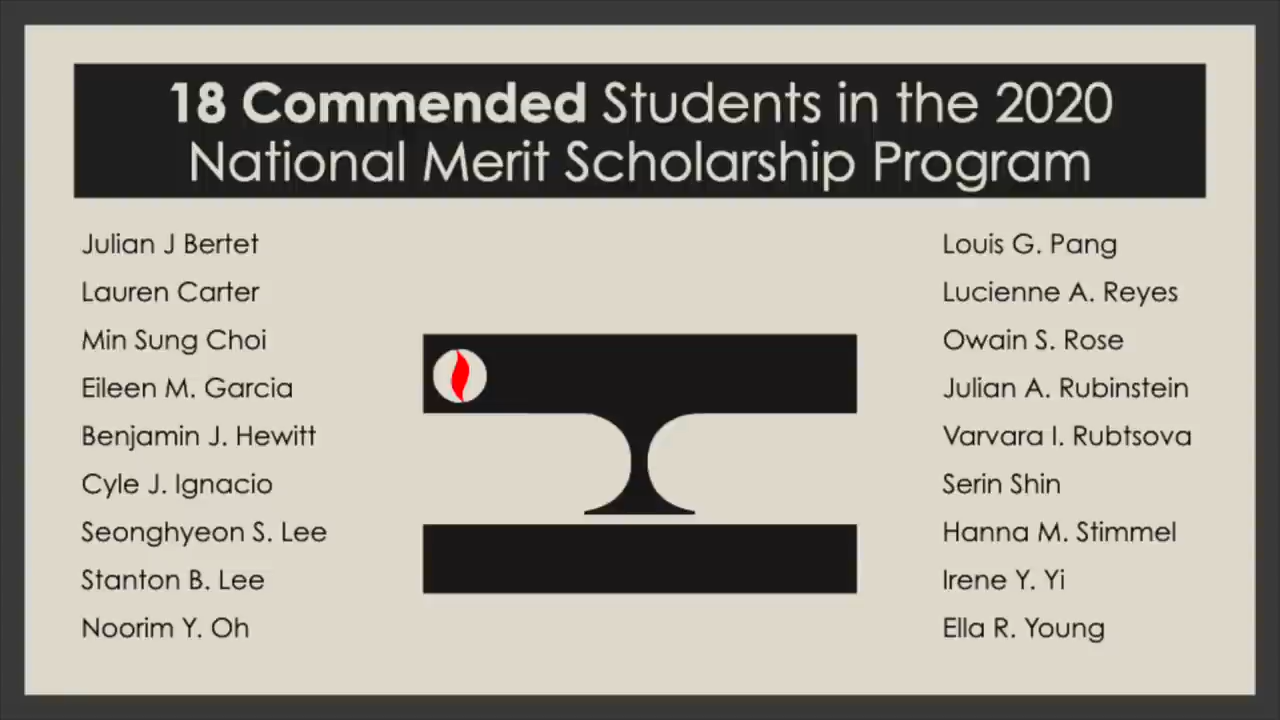 18 Commended Students in the 2020
National Merit Scholarship Program
Julian J Bertet
Lauren Carter
Min Sung Choi
Eileen M. Garcia
Benjamin J. Hewitt
Cyle J. Ignacio
Seonghyeon S. Lee
Stanton B. Lee
Noorim Y. Oh
Louis G. Pang
Lucienne A. Reyes
Owain S. Rose
Julian A. Rubinstein
Varvara I. Rubtsova
Serin Shin
Hanna M. Stimmel
Irene Y. Yi
Ella R. Young